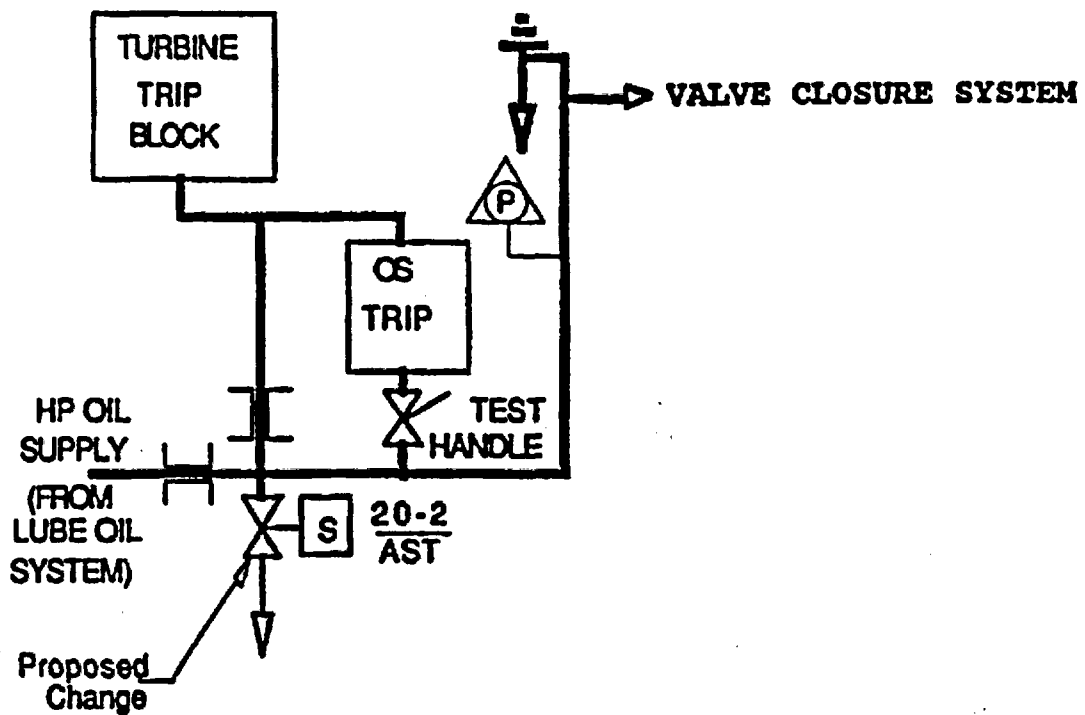 TURBINE
TRIP
BLOCK
VALVE CLOSURE SYSTEM
P
OS
TRIP
TEST
HANDLE
HP OIL
SUPPLY
(FROM
LUBE OIL
SYSTEM)
S
20-2
AST
Proposed
Change